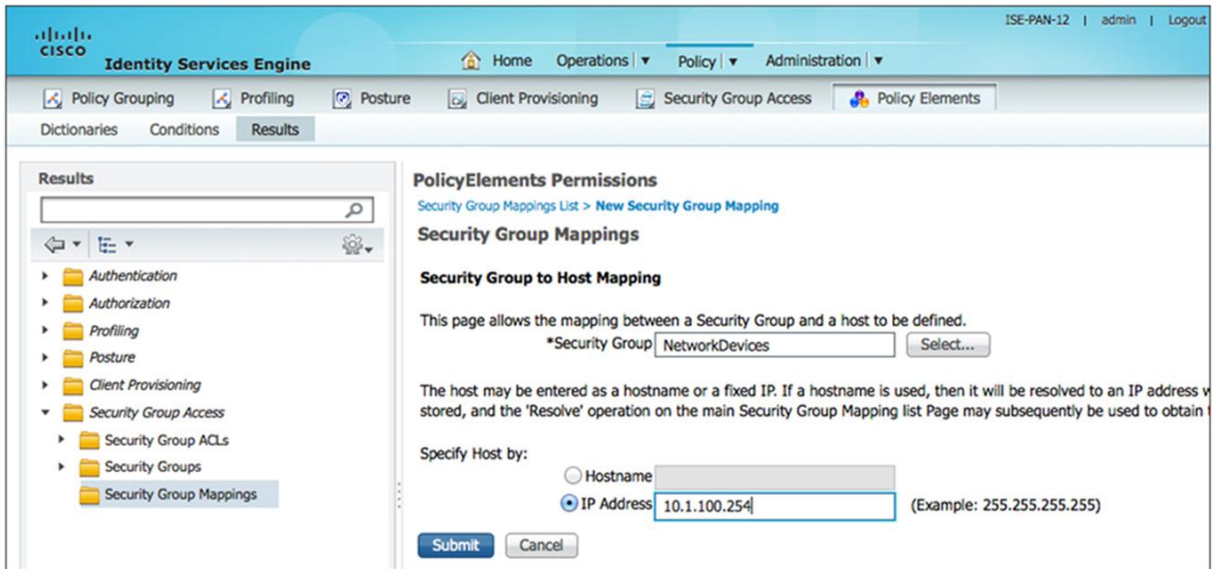 ISE-PAN-12 | admin | Logout
CISCO
Identity Services Engine
Home Operations Policy Administration
Policy Grouping Profiling Posture Client Provisioning Security Group Access Policy Elements
Dictionaries Conditions Results
Results
Authentication
Authorization
Profiling
Posture
Client Provisioning
Security Group Access
Security Group ACLs
Security Groups
Security Group Mappings
PolicyElements Permissions
Security Group Mappings List > New Security Group Mapping
Security Group Mappings
Security Group to Host Mapping
This page allows the mapping between a Security Group and a host to be defined.
*Security Group NetworkDevices Select...
The host may be entered as a hostname or a fixed IP. If a hostname is used, then it will be resolved to an IP address
stored, and the 'Resolve' operation on the main Security Group Mapping list Page may subsequently be used to obtain
Specify Host by:
Hostname
IP Address 10.1.100.254 (Example: 255.255.255.255)
Submit Cancel